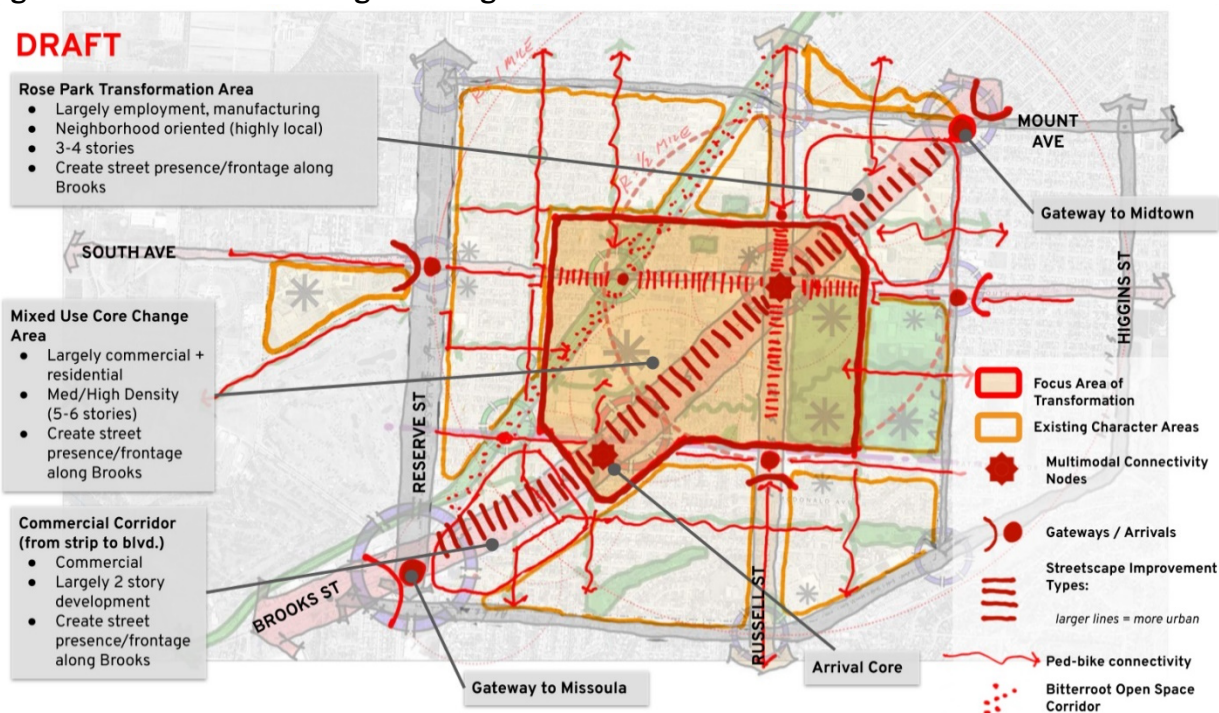 DRAFT
Rose Park Transformation Area
● Largely employment, manufacturing
● Neighborhood oriented (highly local)
● 3-4 stories
● Create street presence/frontage along
Brooks
R: 1 MILE
R: 1/2 MILE
MOUNT
AVE
Gateway to Midtown
SOUTH AVE
HIGGINS ST
Mixed Use Core Change
Area
● Largely commercial +
residential
● Med/High Density
(5-6 stories)
● Create street
presence/frontage
along Brooks
RESERVE ST
Focus Area of
Transformation
Existing Character Areas
Multimodal Connectivity
Nodes
Gateways / Arrivals
Streetscape Improvement
Types:
larger lines = more urban
Ped-bike connectivity
Bitterroot Open Space
Corridor
Commercial Corridor
(from strip to blvd.)
● Commercial
● Largely 2 story
development
● Create street
presence/frontage
along Brooks
BROOKS ST
RUSSELL ST
Arrival Core
Gateway to Missoula